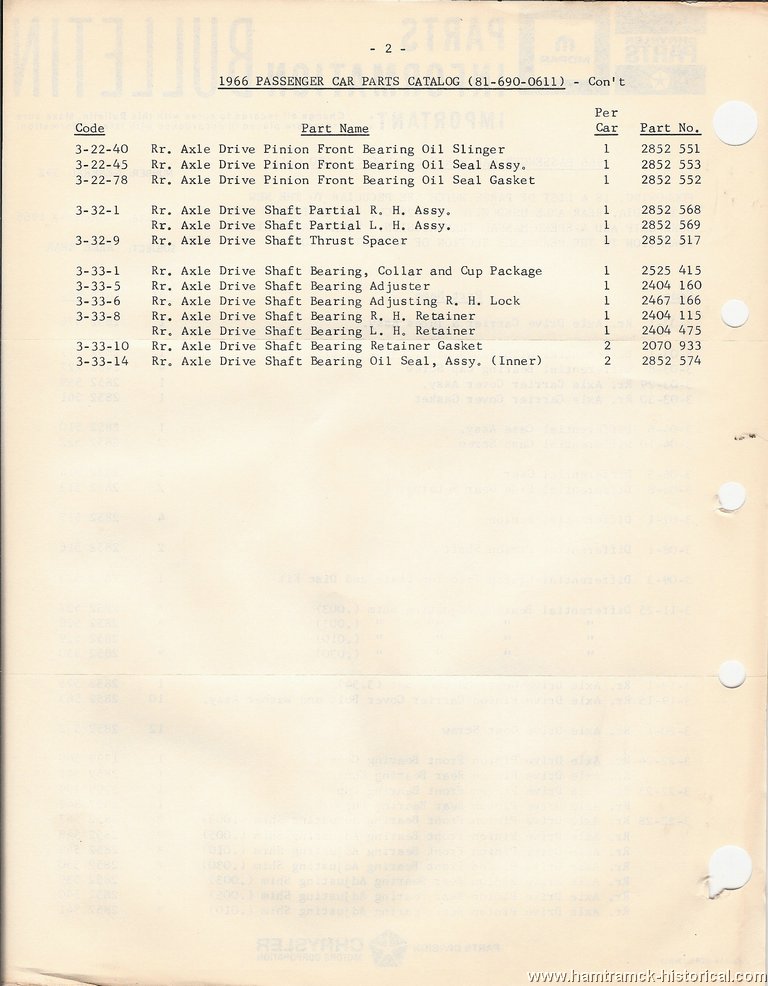 - 2 -
1966 PASSENGER CAR PARTS CATALOG (81-690-0611) - Con't
Per
Code Part Name Car Part No.
3-22-40 Rr. Axle Drive Pinion Front Bearing Oil Slinger 1 2852 551
3-22-45 Rr. Axle Drive Pinion Front Bearing Oil Seal Assy. 1 2852 553
3-22-78 Rr. Axle Drive Pinion Front Bearing Oil Seal Gasket 1 2852 552
3-32-1 Rr. Axle Drive Shaft Partial R. H. Assy. 1 2852 568
Rr. Axle Drive Shaft Partial L. H. Assy. 1 2852 569
3-32-9 Rr. Axle Drive Shaft Thrust Spacer 1 2852 517
3-33-1 Rr. Axle Drive Shaft Bearing, Collar and Cup Package 1 2525 415
3-33-5 Rr. Axle Drive Shaft Bearing Adjuster 1 2404 160
3-33-6 Rr. Axle Drive Shaft Bearing Adjusting R. H. Lock 1 2467 166
3-33-8 Rr. Axle Drive Shaft Bearing R. H. Retainer 1 2404 115
Rr. Axle Drive Shaft Bearing L. H. Retainer 1 2404 475
3-33-10 Rr. Axle Drive Shaft Bearing Retainer Gasket 2 2070 933
3-33-14 Rr. Axle Drive Shaft Bearing Oil Seal, Assy. (Inner) 2 2852 574
www.hamtramck-historical.com